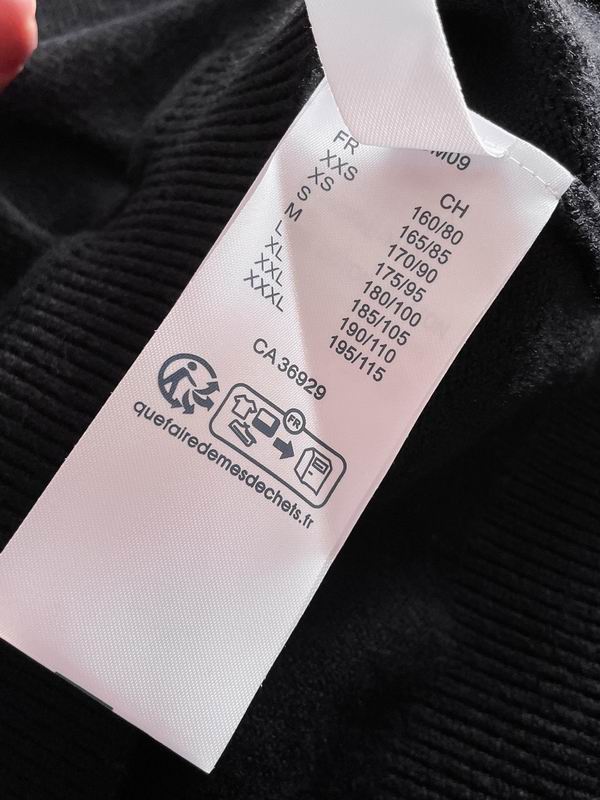 M09
FR CH
XXS 160/80
XS 165/85
S 170/90
M 175/95
L 180/100
XL 185/105
XXL 190/110
XXXL 195/115
CA 36929
FR
quefairedemesdechets.fr